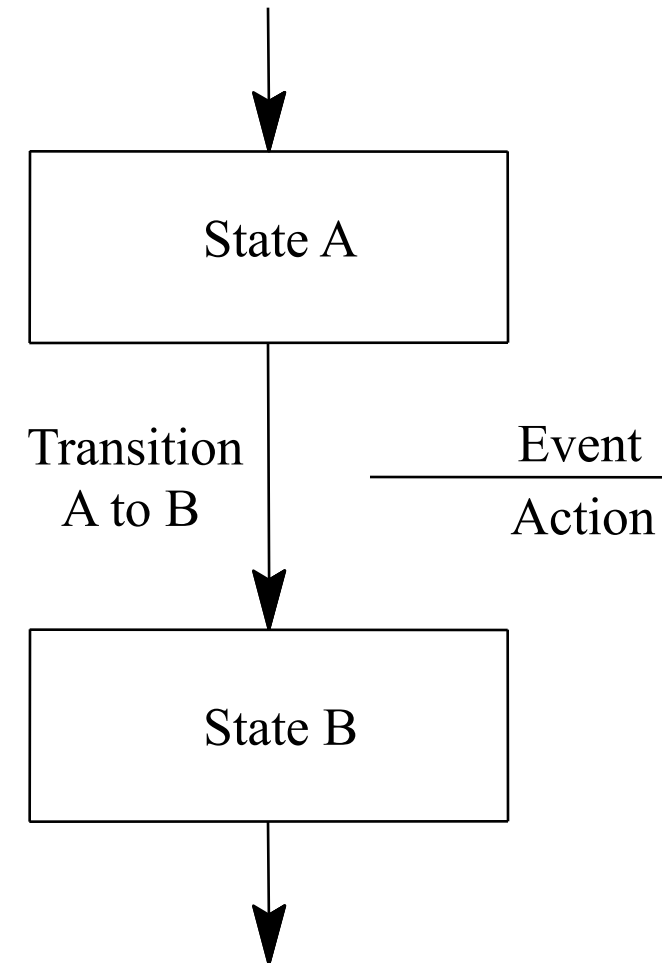 State A
Transition
A to B
Event
Action
State B